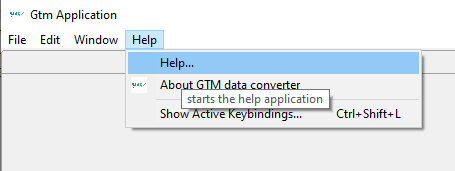 Gtm Application
File Edit Window Help
Help...
About GTM data converter
starts the help application
Show Active Keybindings... Ctrl+Shift+L